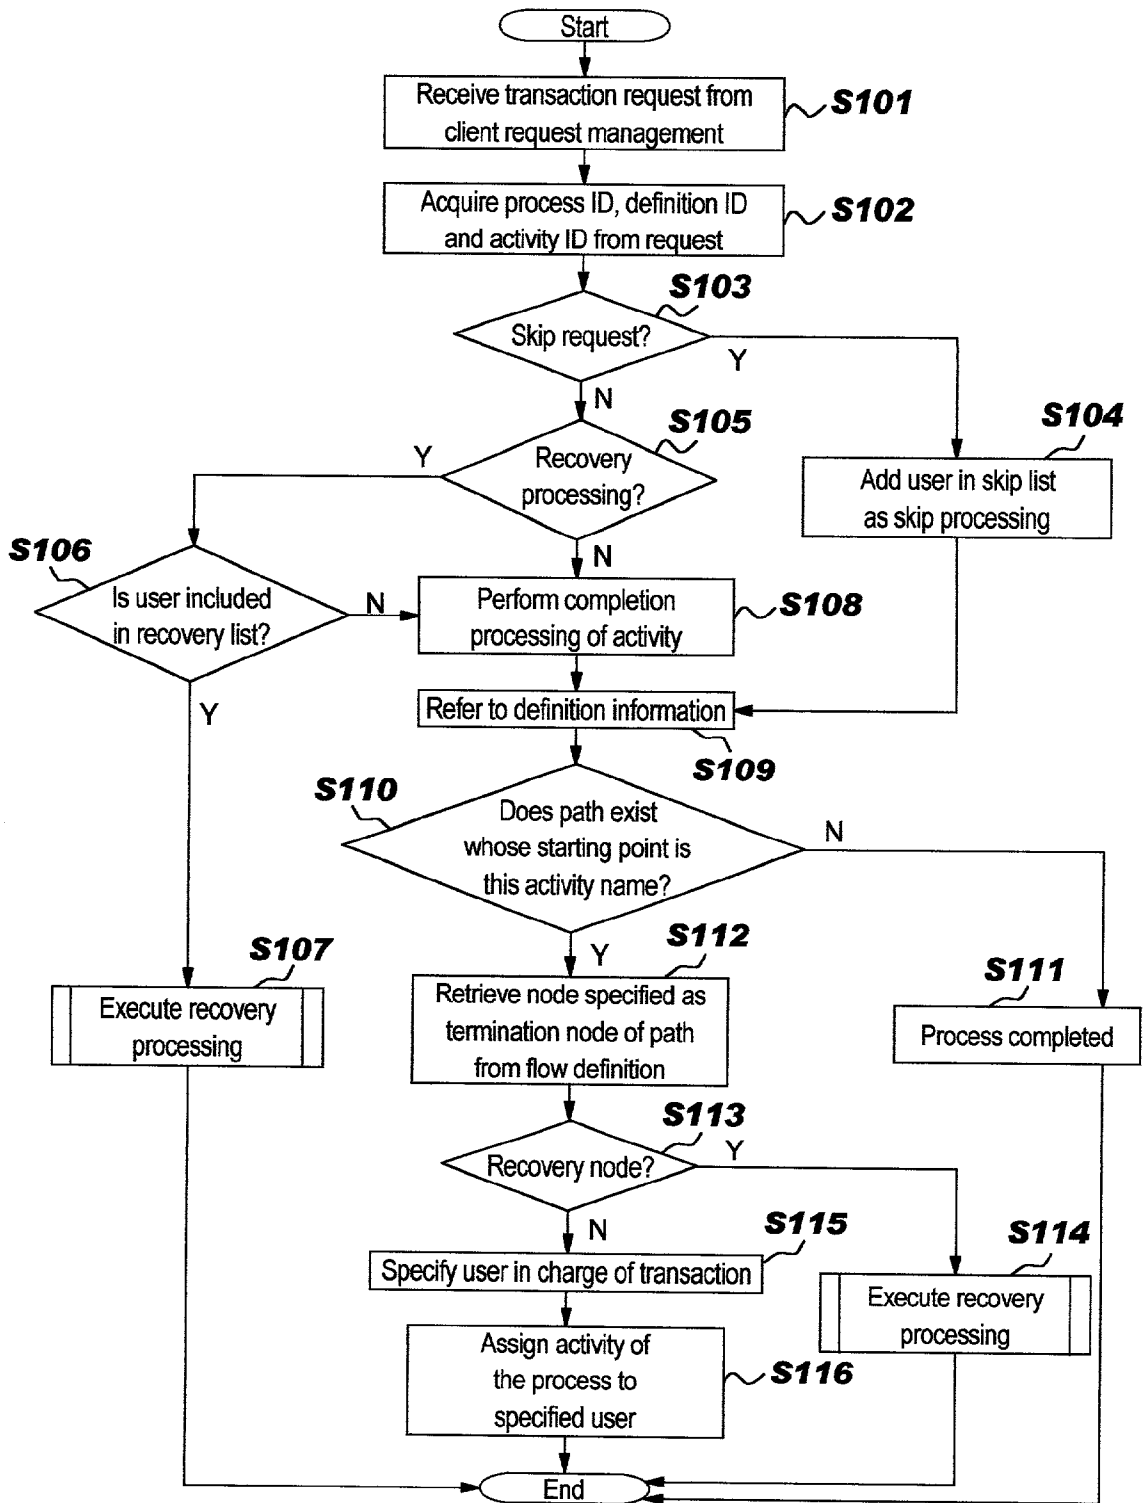 Start
Receive transaction request from
client request management
S101
Acquire process ID, definition ID
and activity ID from request
S102
S103
Skip request?
Y
N
S105
S104
Y
Recovery
processing?
Add user in skip list
as skip processing
S106
N
Is user included
in recovery list?
N
Perform completion
processing of activity
S108
Y
Refer to definition information
S109
S110
Does path exist
whose starting point is
this activity name?
N
Y
S112
S107
S111
Execute recovery
processing
Retrieve node specified as
termination node of path
from flow definition
Process completed
S113
Recovery node?
Y
N
S115
S114
Specify user in charge of transaction
Execute recovery
processing
Assign activity of
the process to
specified user
S116
End